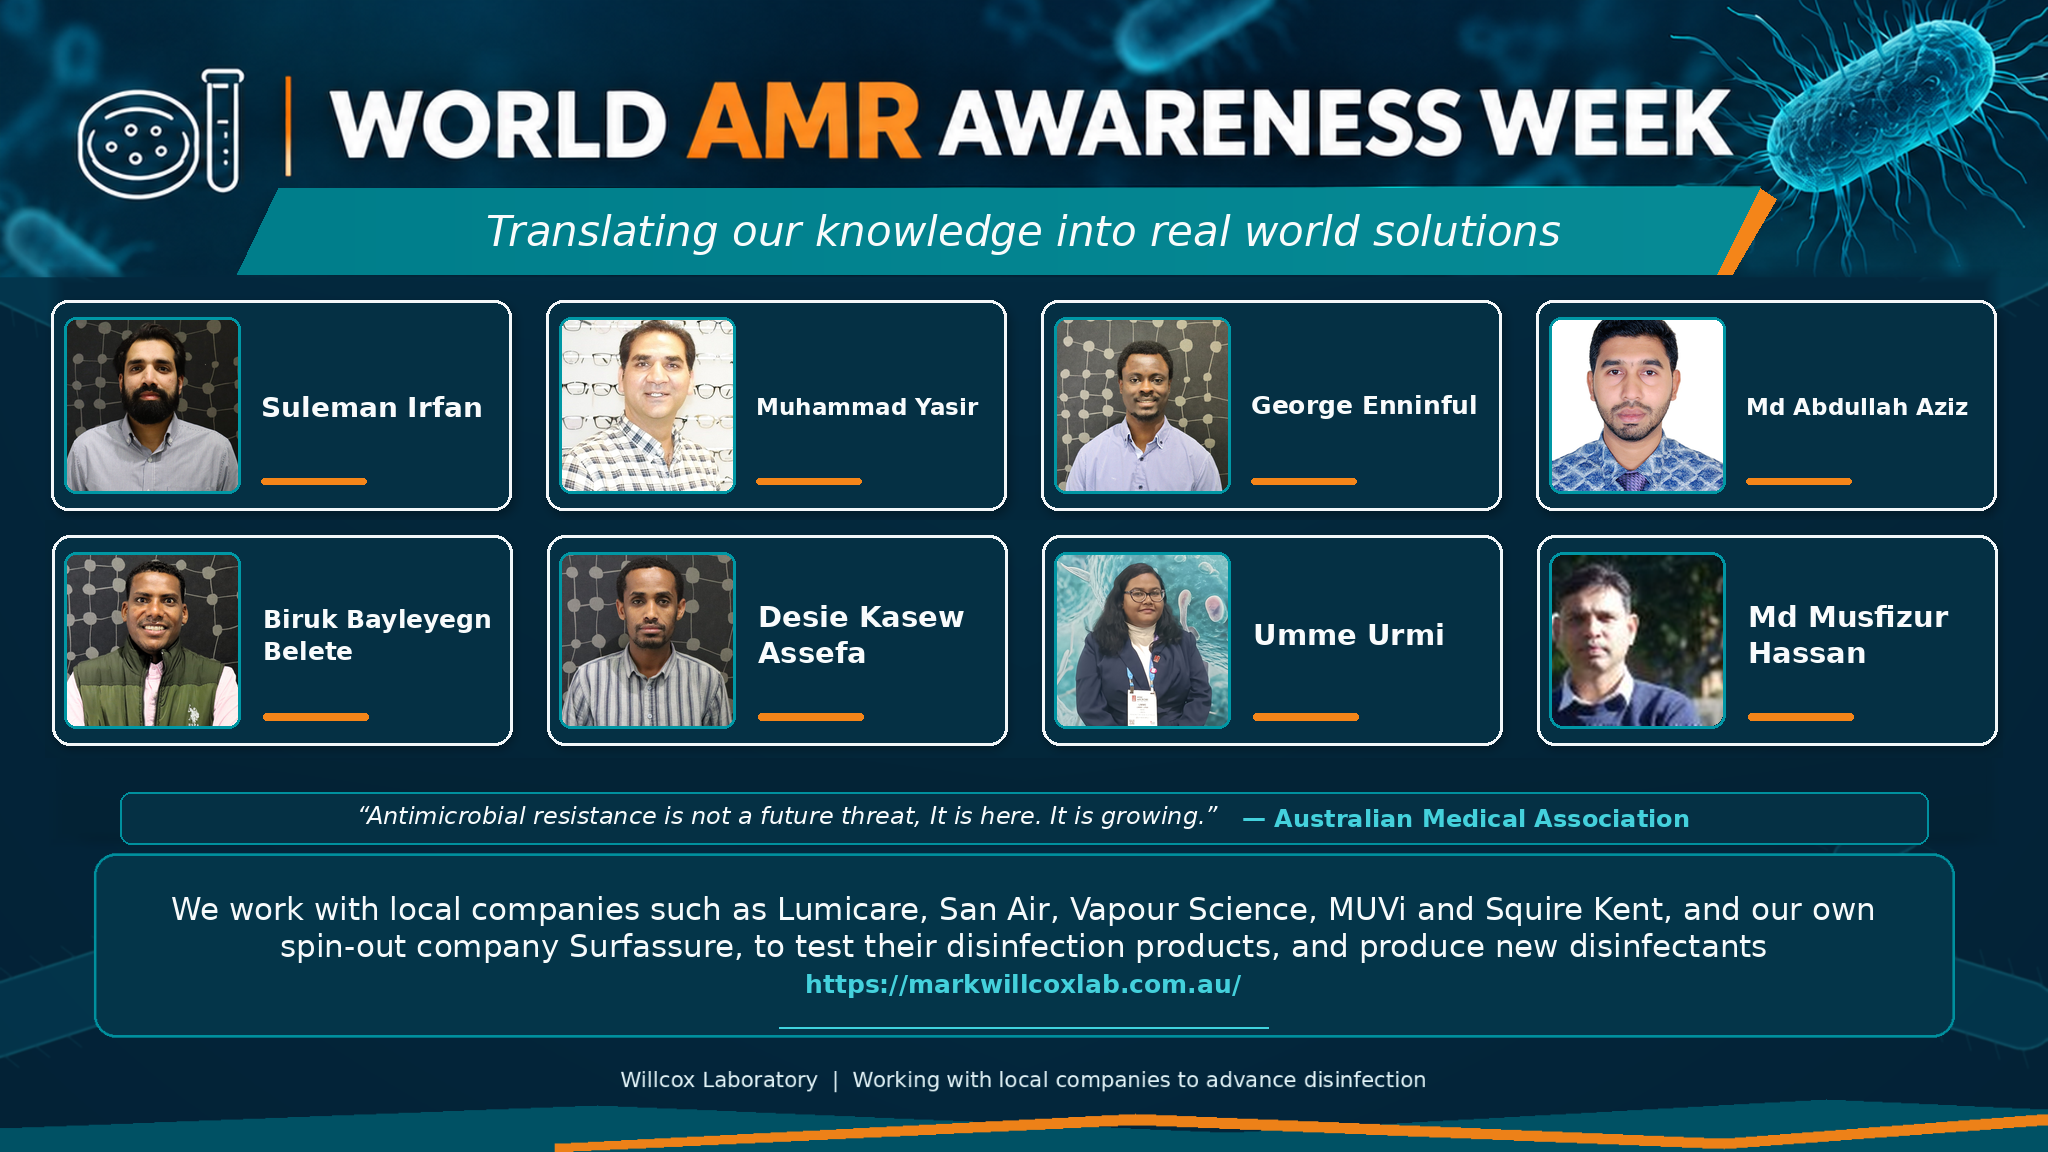 WORLD AMR AWARENESS WEEK
Translating our knowledge into real world solutions
Suleman Irfan
Muhammad Yasir
George Enninful
Md Abdullah Aziz
Biruk Bayleyegn
Belete
Desie Kasew
Assefa
Umme Urmi
Md Musfizur
Hassan
“Antimicrobial resistance is not a future threat, It is here. It is growing.” — Australian Medical Association
We work with local companies such as Lumicare, San Air, Vapour Science, MUVi and Squire Kent, and our own
spin-out company Surfassure, to test their disinfection products, and produce new disinfectants
https://markwillcoxlab.com.au/
Willcox Laboratory | Working with local companies to advance disinfection